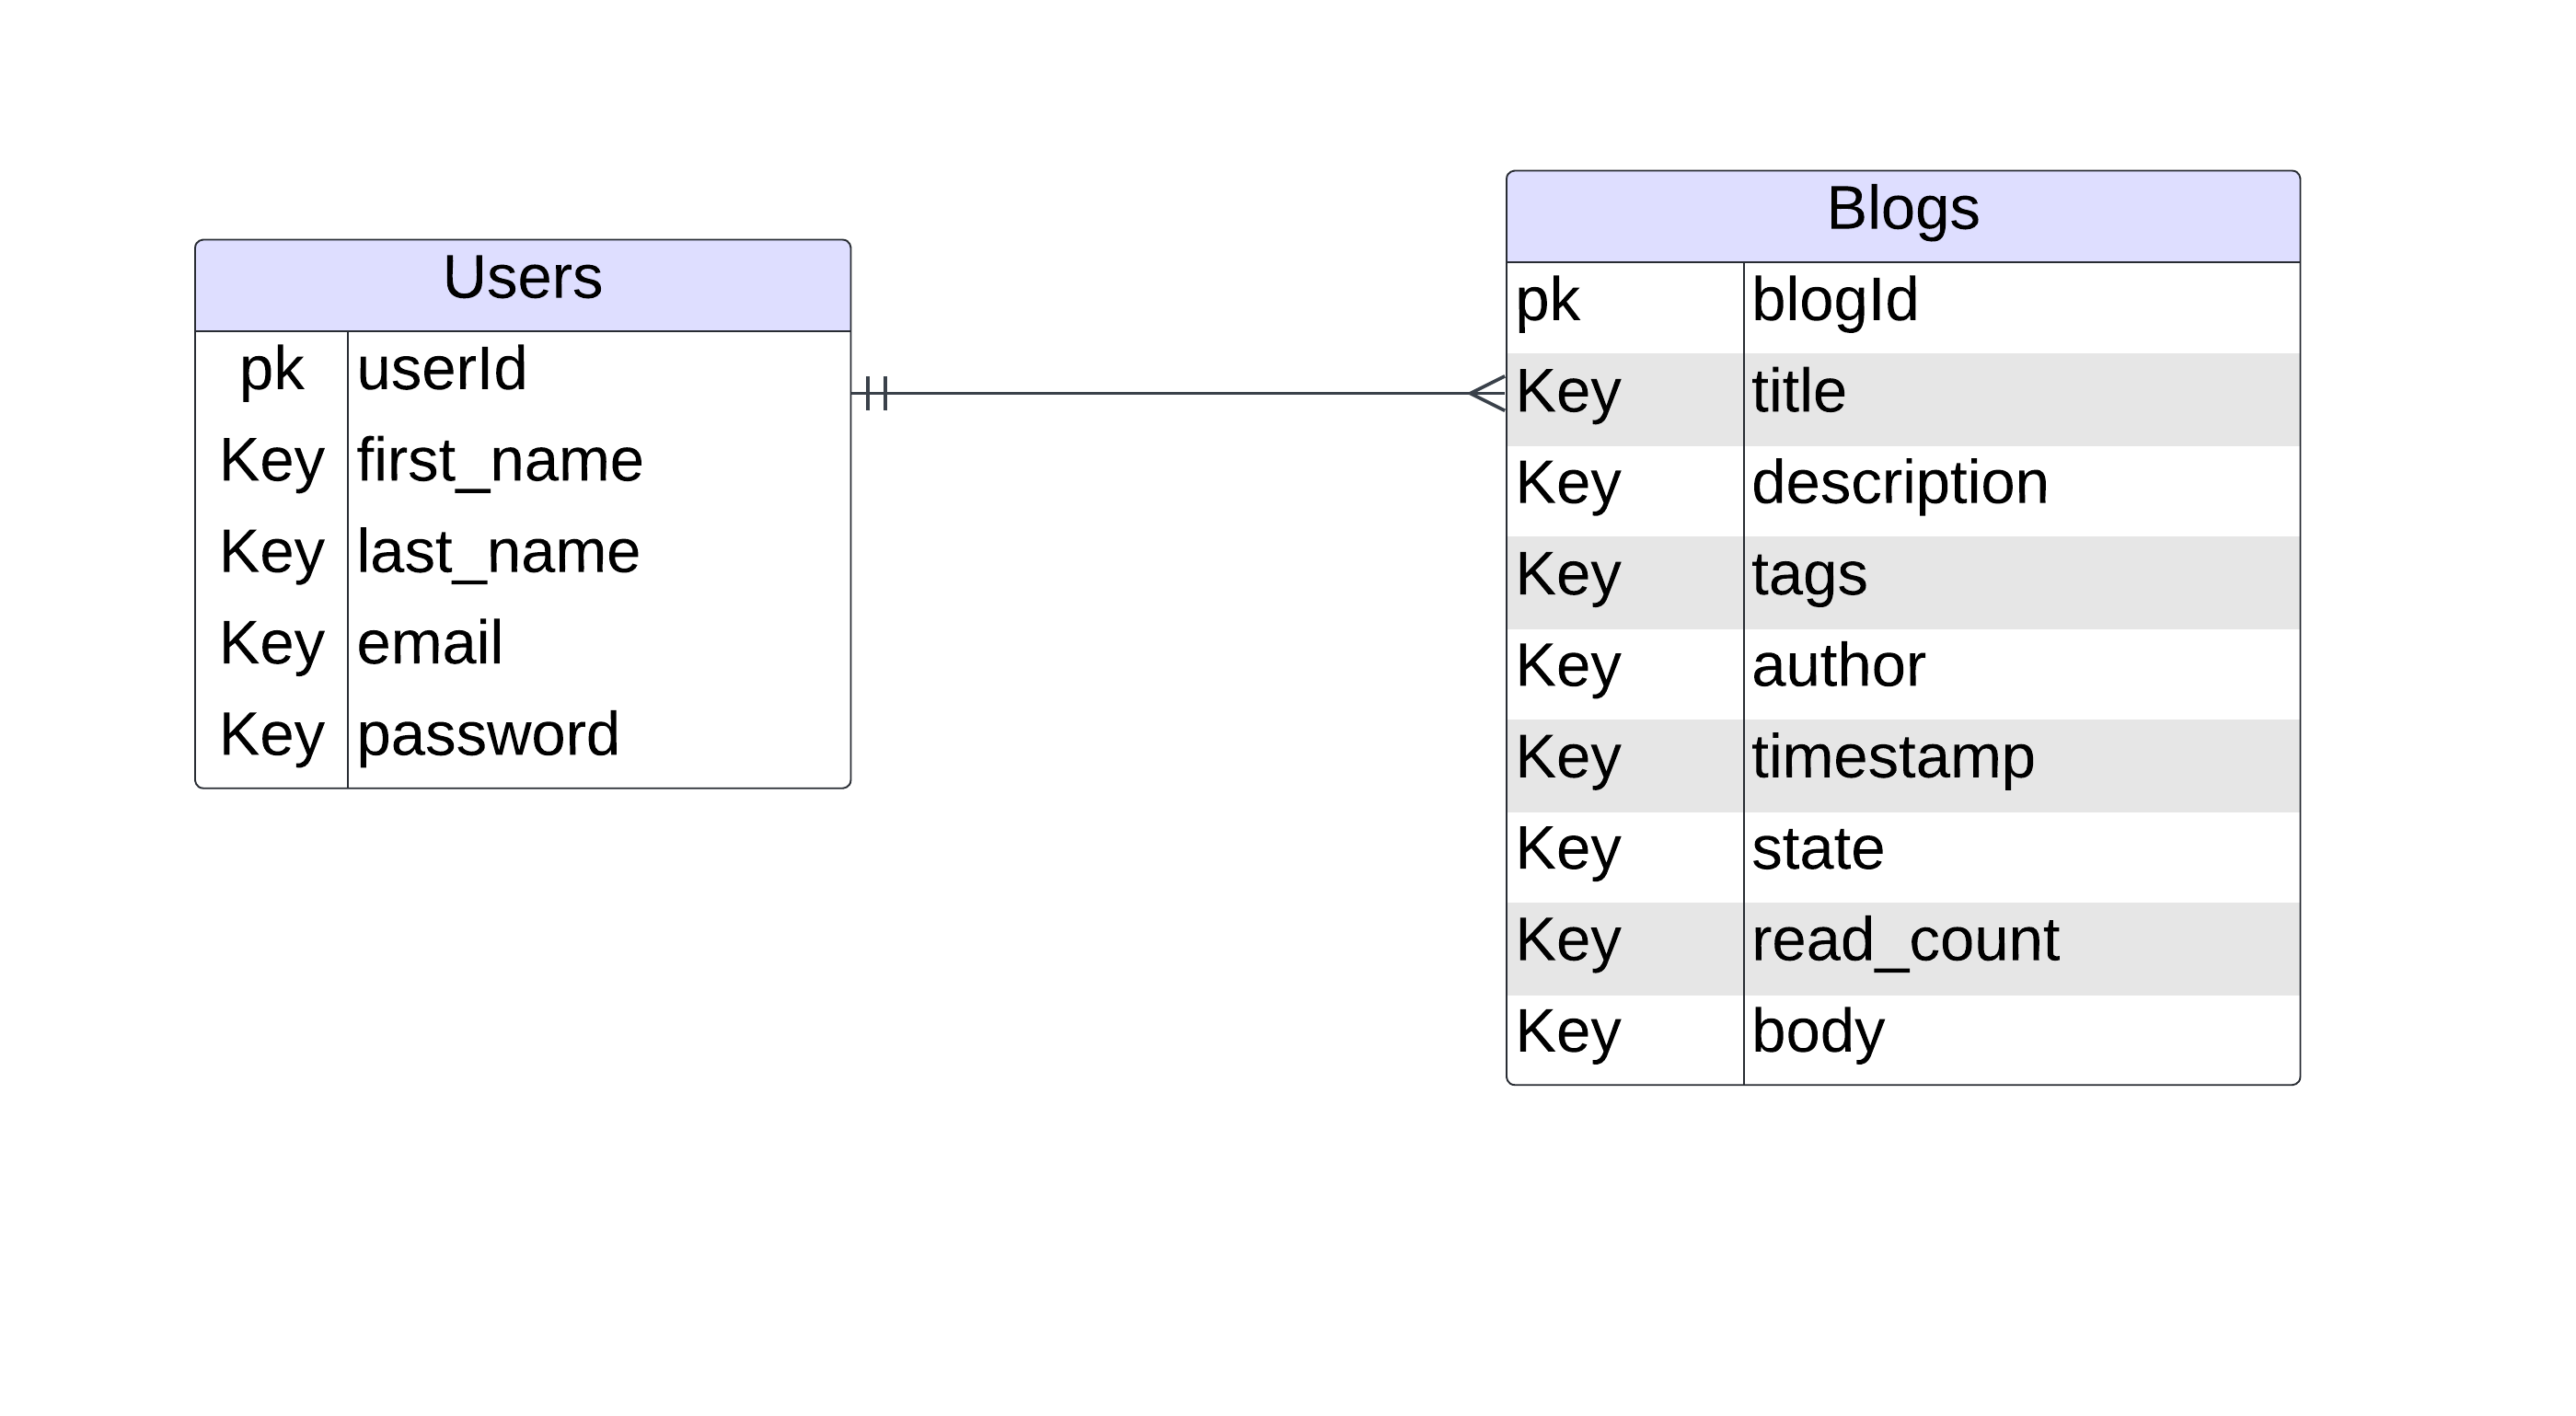 Users
pk userId
Key first_name
Key last_name
Key email
Key password
Blogs
pk blogId
Key title
Key description
Key tags
Key author
Key timestamp
Key state
Key read_count
Key body